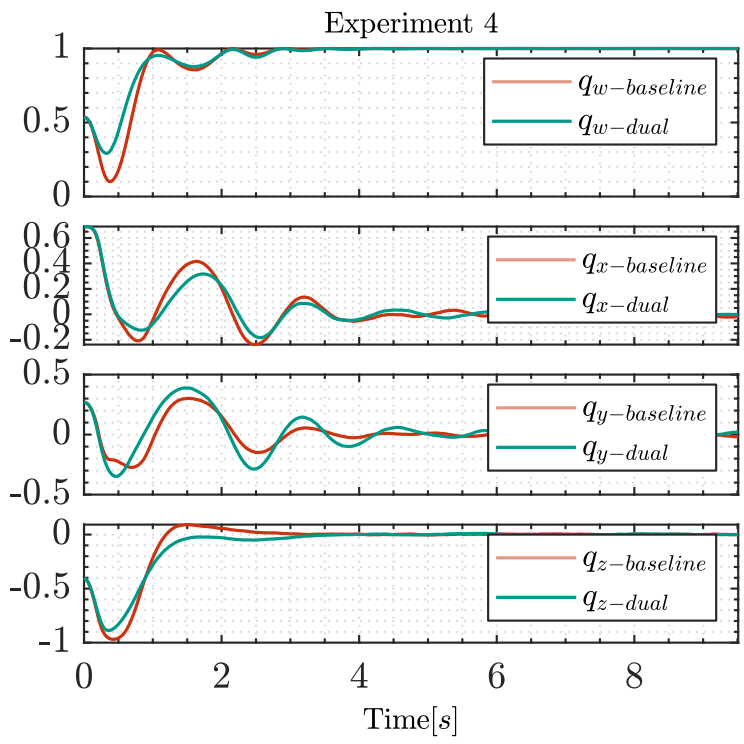 Experiment 4
1
0.5
0
q_{w-baseline}
q_{w-dual}
0.6
0.4
0.2
0
-0.2
q_{x-baseline}
q_{x-dual}
0.5
0
-0.5
q_{y-baseline}
q_{y-dual}
0
-0.5
-1
q_{z-baseline}
q_{z-dual}
0 2 4 6 8
Time[s]